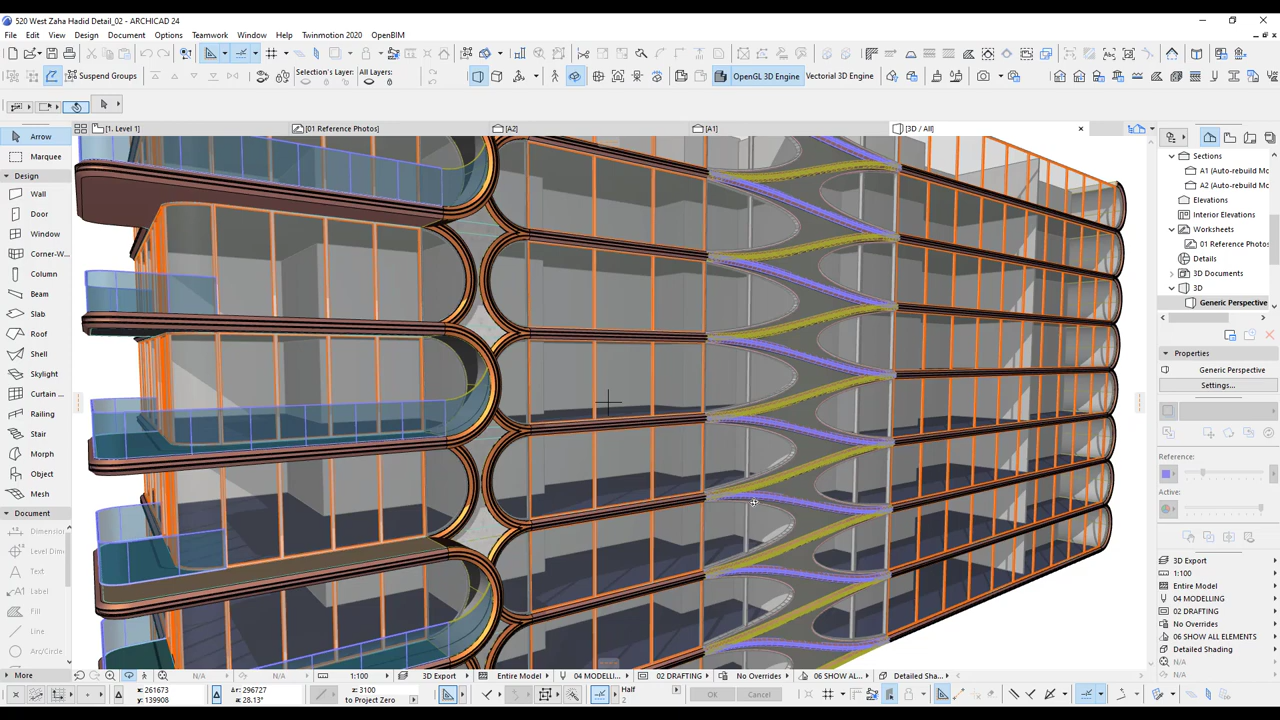 520 West Zaha Hadid Detail_02 - ARCHICAD 24
File Edit View Design Document Options Teamwork Window Help Twinmotion 2020 OpenBIM
Suspend Groups
Selection's Layer: All Layers:
OpenGL 3D Engine Vectorial 3D Engine
[1. Level 1] [01 Reference Photos] [A2] [A1] [3D / All]
Arrow
Marquee
Design
Wall
Door
Window
Corner-W...
Column
Beam
Slab
Roof
Shell
Skylight
Curtain ...
Railing
Stair
Morph
Object
Mesh
Document
Dimension
Level Dim
Text
Label
Fill
Line
Arc/Circle
More
Sections
A1 (Auto-rebuild Mo
A2 (Auto-rebuild Mo
Elevations
Interior Elevations
Worksheets
01 Reference Photos
Details
3D Documents
3D
Generic Perspective
Properties
Generic Perspective
Settings...
Reference:
Active:
3D Export
1:100
Entire Model
04 MODELLING
02 DRAFTING
No Overrides
06 SHOW ALL ELEMENTS
Detailed Shading
N/A
N/A
N/A N/A 1:100 3D Export Entire Model 04 MODELL... 02 DRAFTING No Overrides 06 SHOW AL... Detailed Sha...
x: 261673
y: 139908
Δr: 296727
a: 28.13°
z: 3100
to Project Zero
Half
2
OK Cancel